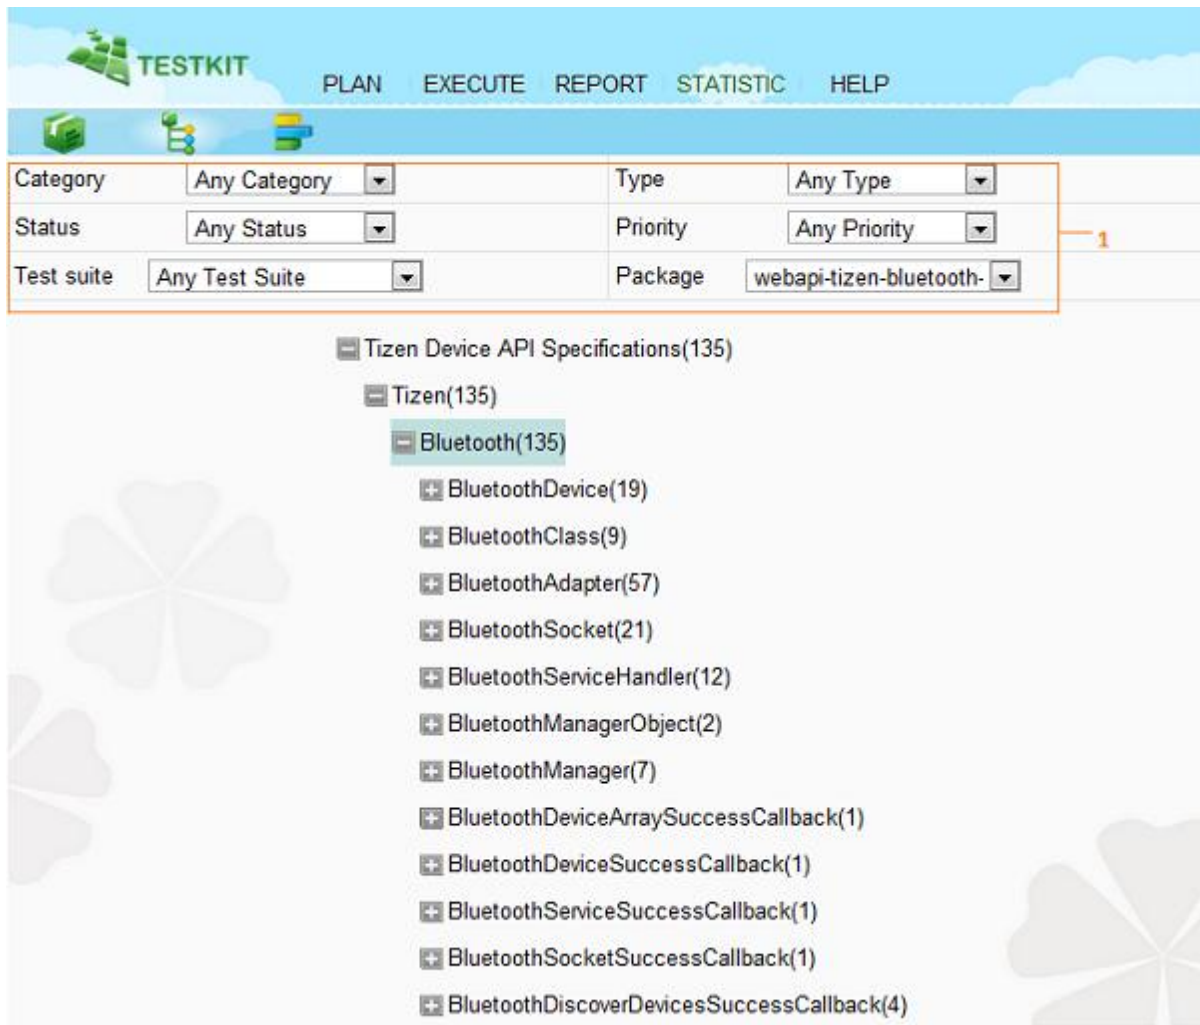 TESTKIT
PLAN EXECUTE REPORT STATISTIC HELP
Category Any Category Type Any Type
Status Any Status Priority Any Priority
1
Test suite Any Test Suite Package webapi-tizen-bluetooth-
Tizen Device API Specifications(135)
Tizen(135)
Bluetooth(135)
BluetoothDevice(19)
BluetoothClass(9)
BluetoothAdapter(57)
BluetoothSocket(21)
BluetoothServiceHandler(12)
BluetoothManagerObject(2)
BluetoothManager(7)
BluetoothDeviceArraySuccessCallback(1)
BluetoothDeviceSuccessCallback(1)
BluetoothServiceSuccessCallback(1)
BluetoothSocketSuccessCallback(1)
BluetoothDiscoverDevicesSuccessCallback(4)